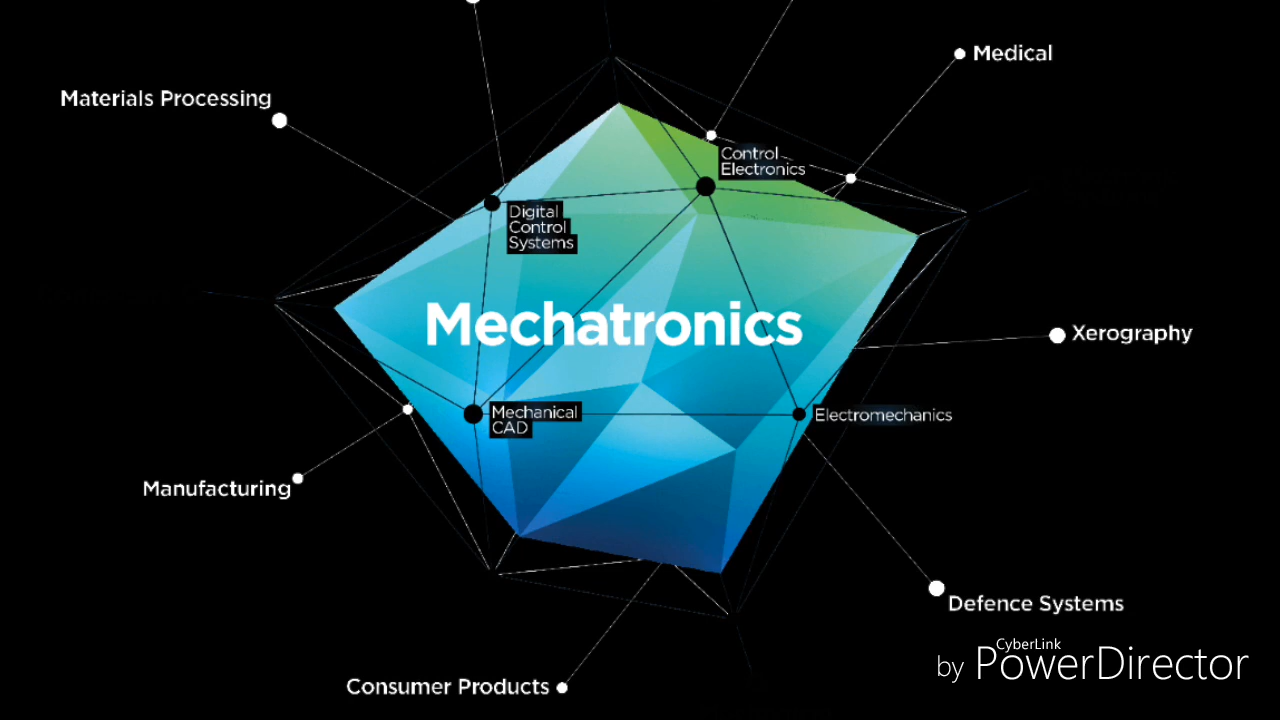 Medical
Materials Processing
Control
Electronics
Digital
Control
Systems
Mechatronics
Xerography
Mechanical
CAD
Electromechanics
Manufacturing
Defence Systems
CyberLink
by PowerDirector
Consumer Products